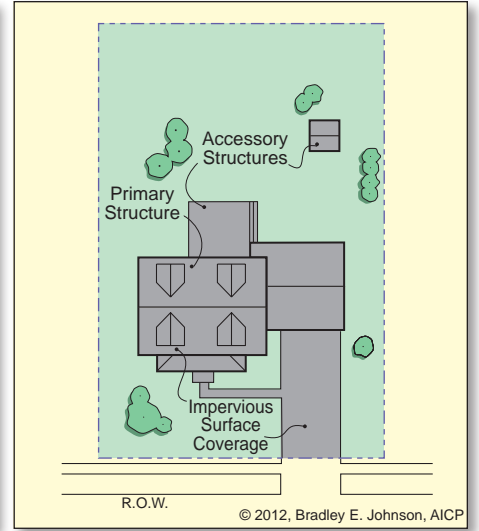 Accessory
Structures
Primary
Structure
Impervious
Surface
Coverage
R.O.W.
© 2012, Bradley E. Johnson, AICP